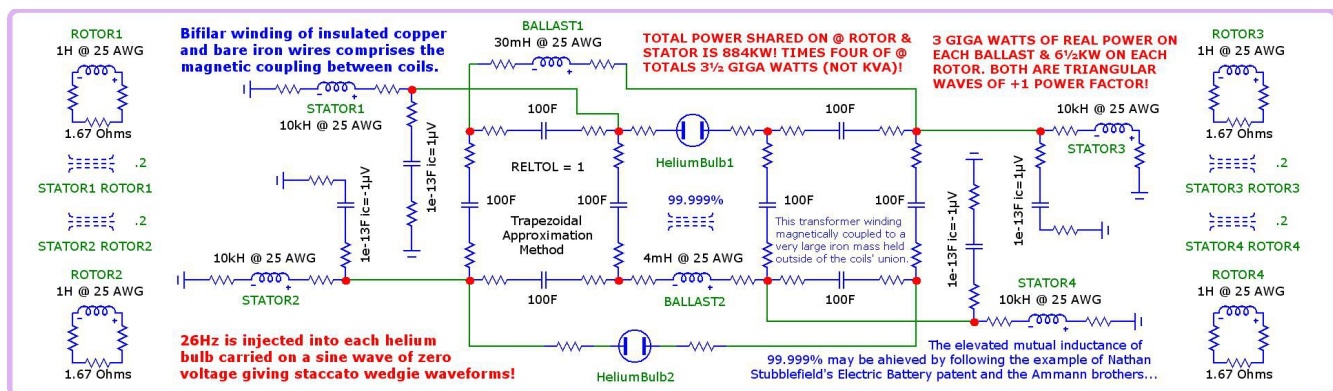 ROTOR1
1H @ 25 AWG
1.67 Ohms
.2
STATOR1 ROTOR1
.2
STATOR2 ROTOR2
ROTOR2
1H @ 25 AWG
1.67 Ohms
Bifilar winding of insulated copper
and bare iron wires comprises the
magnetic coupling between coils.
STATOR1
10kH @ 25 AWG
1e-13F ic=1µV
1e-13F ic=-1µV
10kH @ 25 AWG
STATOR2
26Hz is injected into each helium
bulb carried on a sine wave of zero
voltage giving staccato wedgie waveforms!
BALLAST1
30mH @ 25 AWG
100F
RELTOL = 1
100F
100F
Trapezoidal
Approximation
Method
100F
HeliumBulb1
99.999%
4mH @ 25 AWG
BALLAST2
HeliumBulb2
TOTAL POWER SHARED ON @ ROTOR &
STATOR IS 884KW! TIMES FOUR OF @
TOTALS 3½ GIGA WATTS (NOT KVA)!
100F
100F
100F
This transformer winding
magnetically coupled to a
very large iron mass held
outside of the coils' union.
100F
3 GIGA WATTS OF REAL POWER ON
EACH BALLAST & 6½KW ON EACH
ROTOR. BOTH ARE TRIANGULAR
WAVES OF +1 POWER FACTOR!
10kH @ 25 AWG
STATOR3
1e-13F ic=1µV
1e-13F ic=-1µV
STATOR4
10kH @ 25 AWG
The elevated mutual inductance of
99.999% may be ahieved by following the example of Nathan
Stubblefield's Electric Battery patent and the Ammann brothers...
ROTOR3
1H @ 25 AWG
1.67 Ohms
.2
STATOR3 ROTOR3
.2
STATOR4 ROTOR4
ROTOR4
1H @ 25 AWG
1.67 Ohms